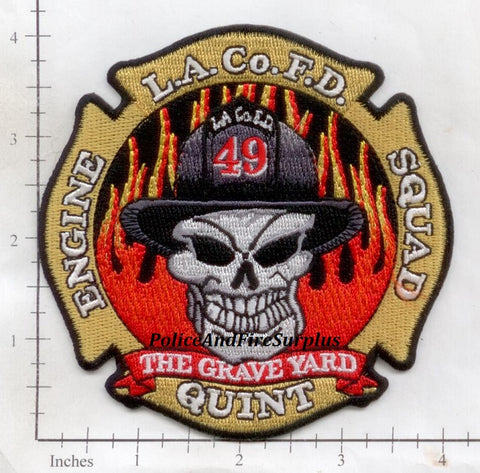 L.A.Co.F.D.
LA Co F.D.
49
ENGINE
SQUAD
PoliceAndFireSurplus
THE GRAVE YARD
QUINT
4
3
2
1
Inches
1
2
3
4